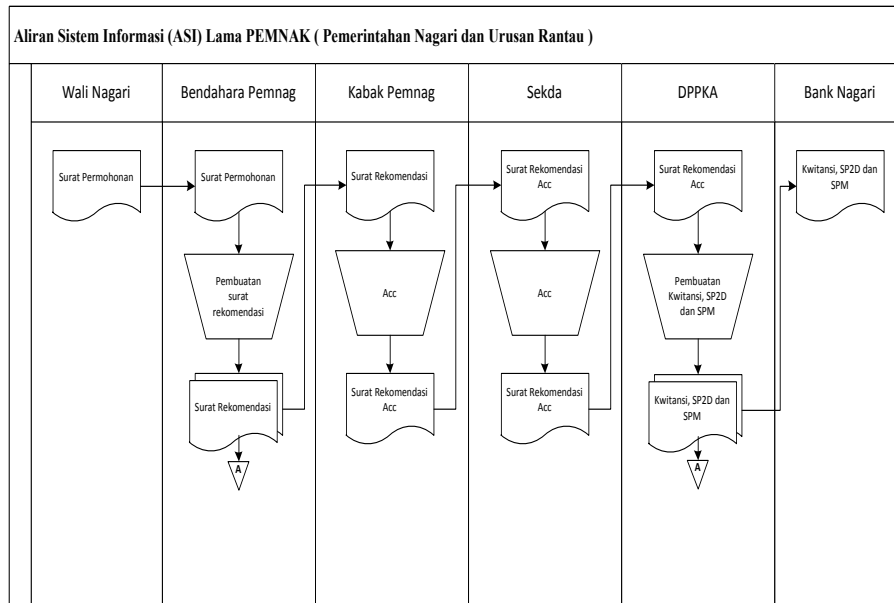 Aliran Sistem Informasi (ASI) Lama PEMNAK ( Pemerintahan Nagari dan Urusan Rantau )
Wali Nagari
Bendahara Pemnag
Kabak Pemnag
Sekda
DPPKA
Bank Nagari
Surat Permohonan
Surat Permohonan
Surat Rekomendasi
Surat Rekomendasi
Acc
Surat Rekomendasi
Acc
Kwitansi, SP2D dan
SPM
Pembuatan
surat
rekomendasi
Acc
Acc
Pembuatan
Kwitansi, SP2D
dan SPM
Surat Rekomendasi
Surat Rekomendasi
Acc
Surat Rekomendasi
Acc
Kwitansi, SP2D dan
SPM
A
A